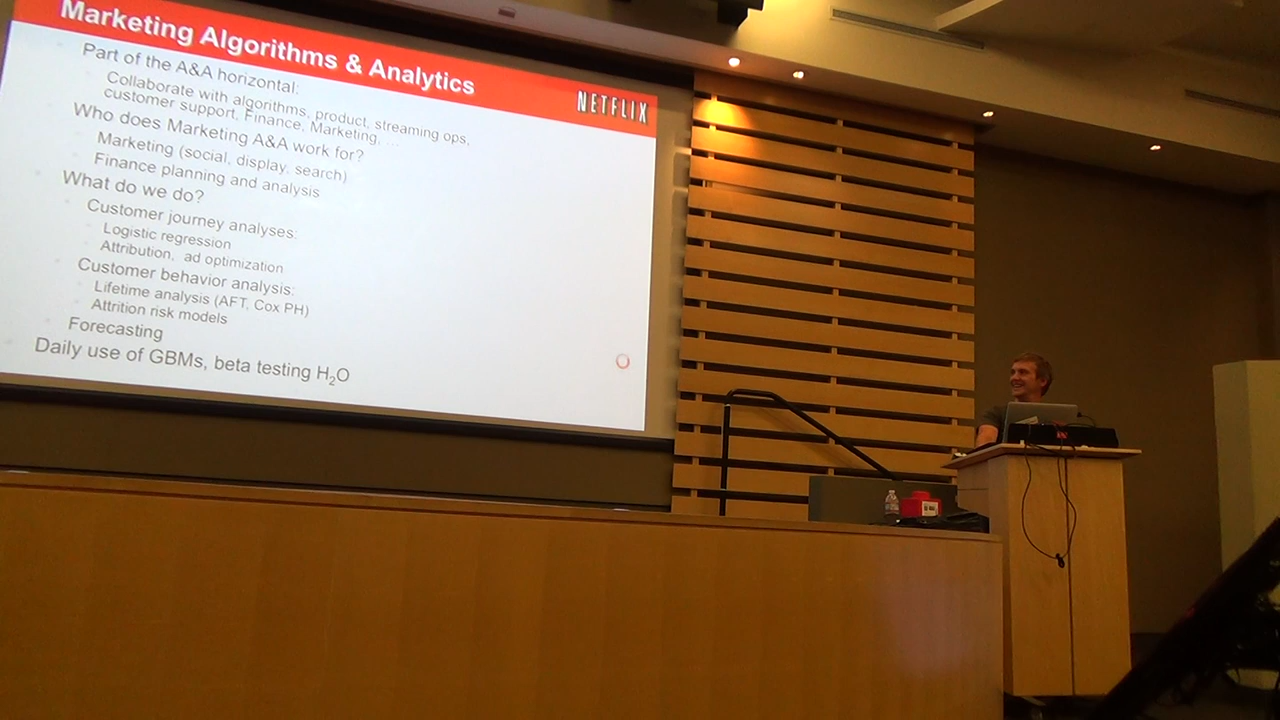 Marketing Algorithms & Analytics
NETFLIX
Part of the A&A horizontal:
Collaborate with algorithms, product, streaming ops,
customer support, Finance, Marketing, ...
Who does Marketing A&A work for?
Marketing (social, display, search)
Finance planning and analysis
What do we do?
Customer journey analyses:
Logistic regression
Attribution, ad optimization
Customer behavior analysis:
Lifetime analysis (AFT, Cox PH)
Attrition risk models
Forecasting
Daily use of GBMs, beta testing H₂O